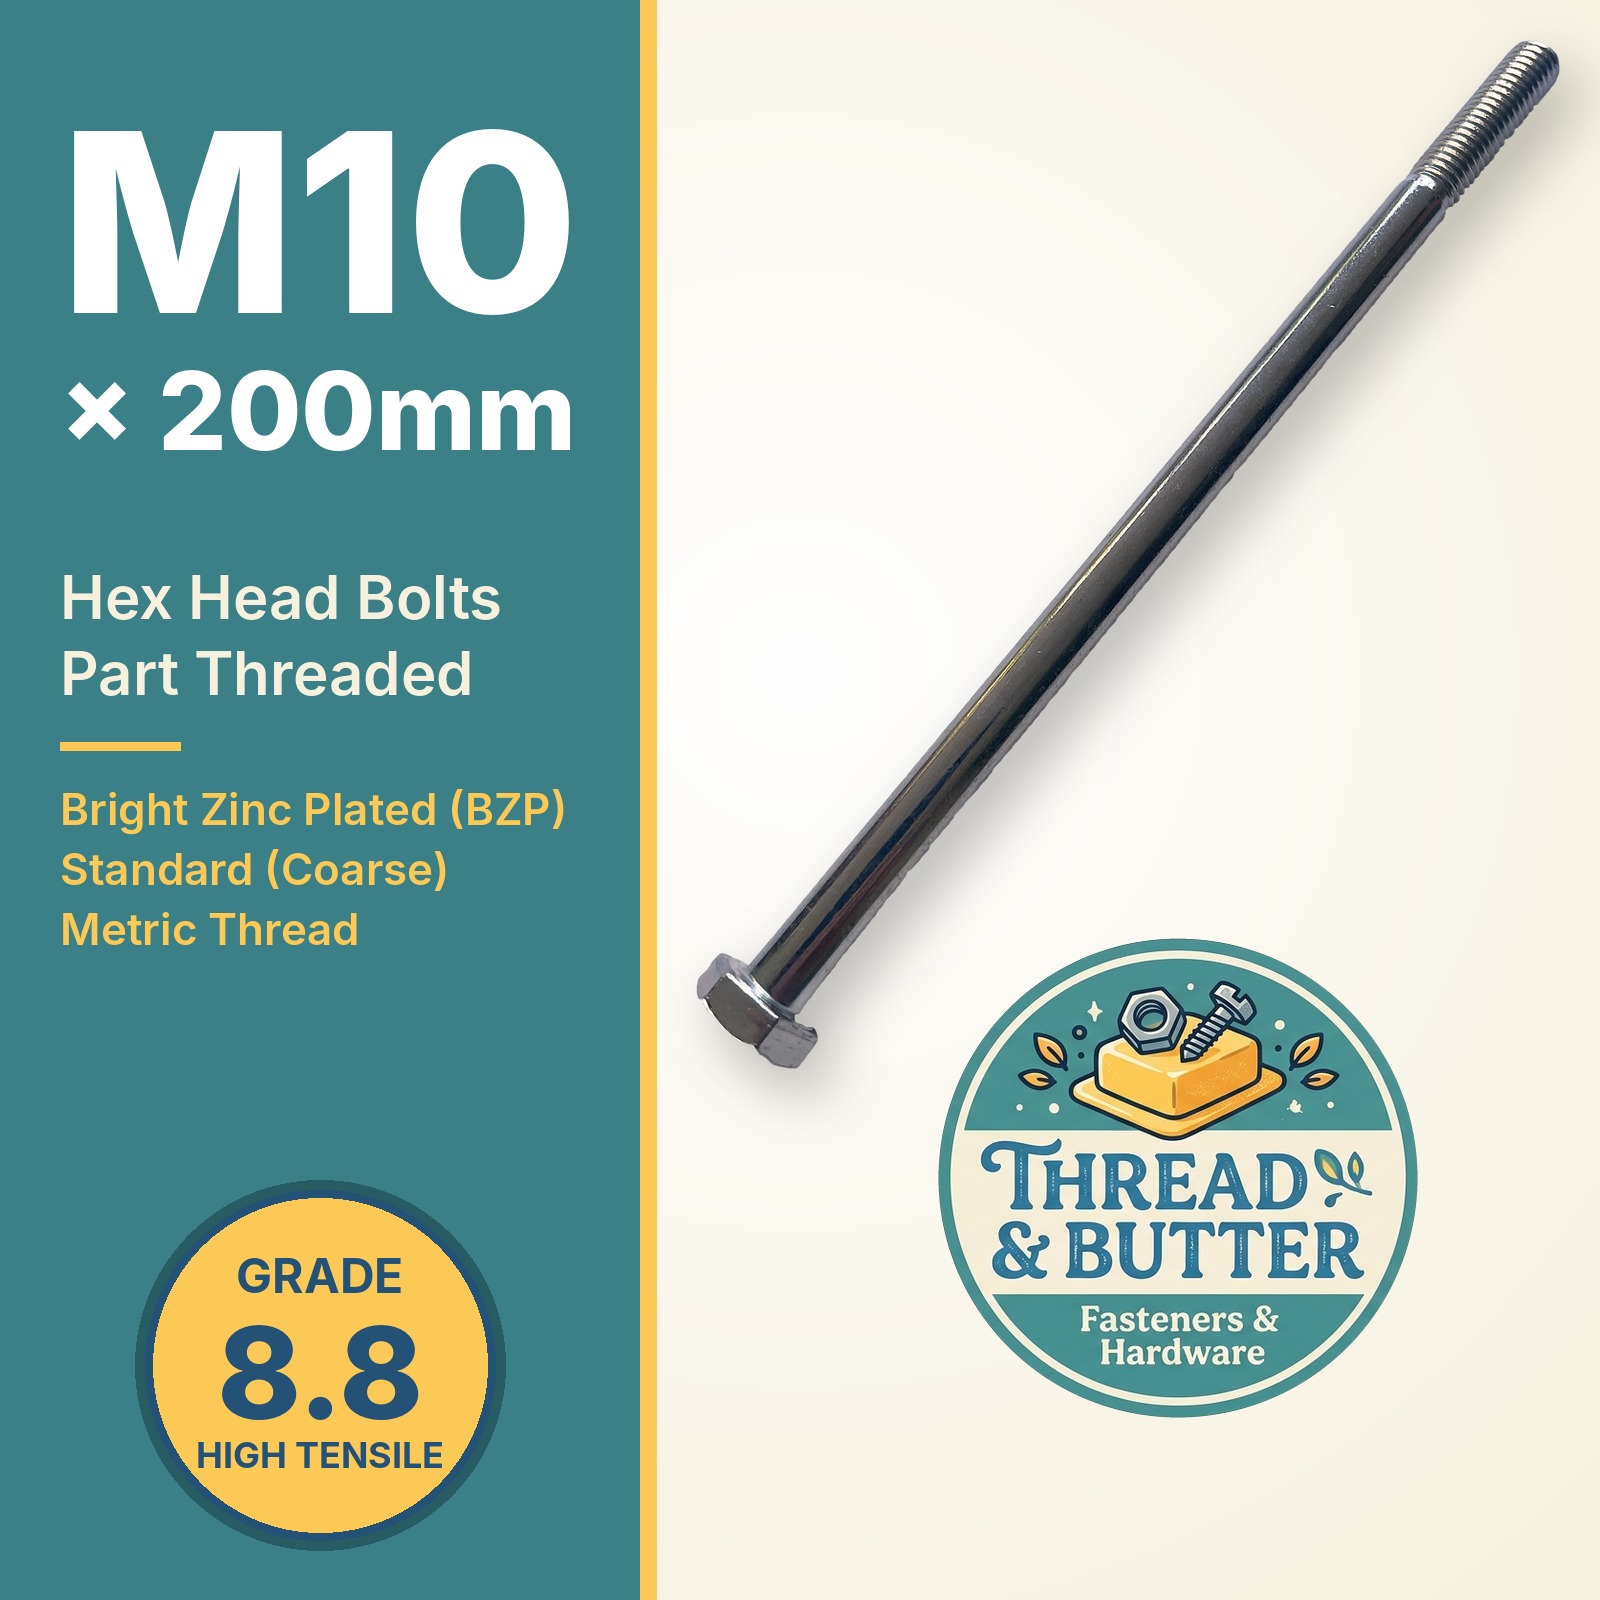 M10
× 200mm
Hex Head Bolts
Part Threaded
Bright Zinc Plated (BZP)
Standard (Coarse)
Metric Thread
GRADE
8.8
HIGH TENSILE
THREAD
& BUTTER
Fasteners &
Hardware